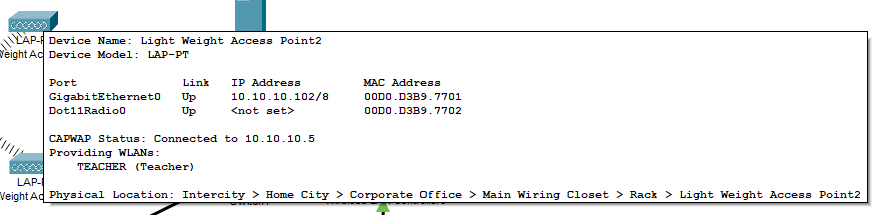 LAP-P
Weight Ac
Device Name: Light Weight Access Point2
Device Model: LAP-PT
Port Link IP Address MAC Address
GigabitEthernet0 Up 10.10.10.102/8 00D0.D3B9.7701
Dot11Radio0 Up <not set> 00D0.D3B9.7702
CAPWAP Status: Connected to 10.10.10.5
Providing WLANs:
TEACHER (Teacher)
LAP-
Weight Ac
Physical Location: Intercity > Home City > Corporate Office > Main Wiring Closet > Rack > Light Weight Access Point2